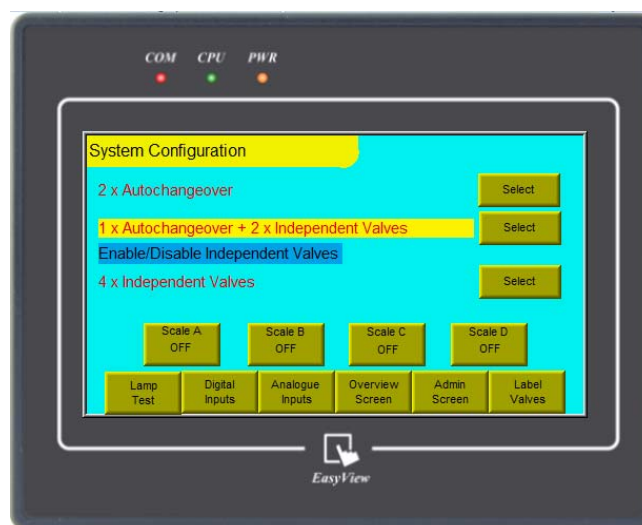 COM CPU PWR
System Configuration
2 x Autochangeover
Select
1 x Autochangeover + 2 x Independent Valves
Select
Enable/Disable Independent Valves
4 x Independent Valves
Select
Scale A
OFF
Scale B
OFF
Scale C
OFF
Scale D
OFF
Lamp
Test
Digital
Inputs
Analogue
Inputs
Overview
Screen
Admin
Screen
Label
Valves
EasyView